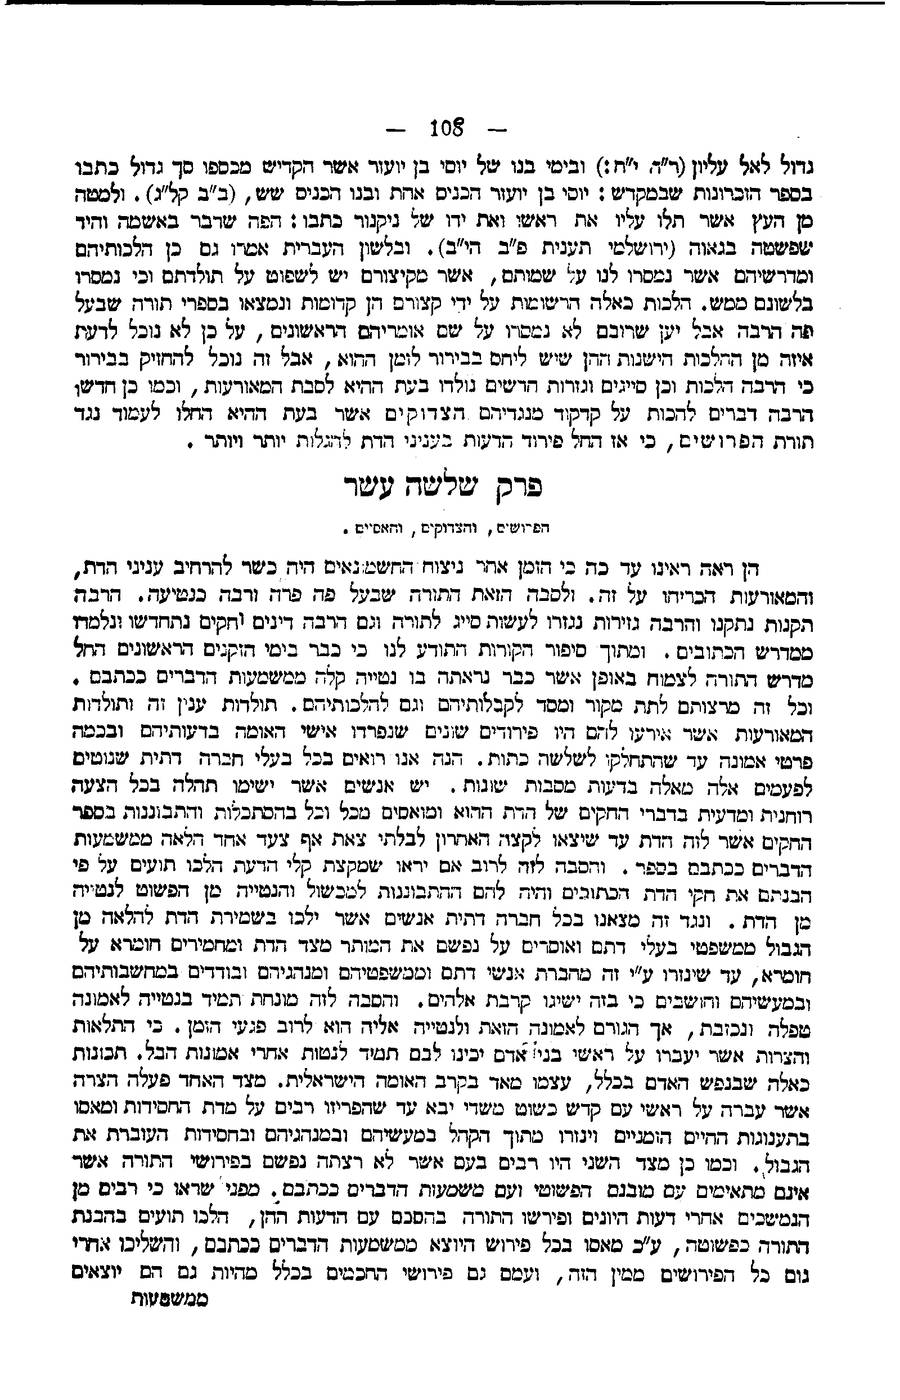 — 108 —
גדול לאל עליון (ר"ה י"ח:) ובימי בנו של יוסי בן יועזר אשר הקדיש מכספו סך גדול כתבו
בספר הזכרונות שבמקדש: יוסי בן יועזר הכניס אחת ובנו הכניס שש, (ב"ב קל"ג). ולמטה
מן העץ אשר תלו עליו את ראשו ואת ידו של ניקנור כתבו: הפה שדבר באשמה והיד
שפשטה בגאוה (ירושלמי תענית פ"ב הי"ב). ובלשון העברית אמרו גם כן הלכותיהם
ומדרשיהם אשר נמסרו לנו על שמותם, אשר מקיצורם יש לשפוט על תולדתם וכי נמסרו
בלשונם ממש. הלכות כאלה הרשומות על ידי קצורם הן קדומות ונמצאו בספרי תורה שבעל
פה הרבה אבל יען שרובם לא נמסרו על שם אומריהם הראשונים, על כן לא נוכל לדעת
איזה מן ההלכות הישנות ההן שיש ליחס בבירור לזמן ההוא, אבל זה נוכל להחזיק בבירור
כי הרבה הלכות וכן סייגים וגזרות חדשים נולדו בעת ההיא לסבת המאורעות, וכמו כן חדשו
הרבה דברים להכות על קדקוד מנגדיהם הצדוקים אשר בעת ההיא החלו לעמוד נגד
תורת הפרושים, כי אז החל פירוד הדעות בעניני הדת להגלות יותר ויותר.
פרק שלשה עשר
הפרושים, והצדוקים, והאסיים.
הן ראה ראינו עד כה כי הזמן אחר ניצוח החשמונאים היה כשר להרחיב עניני הדת,
והמאורעות הכריחו על זה. ולסבה הזאת התורה שבעל פה פרה ורבה כנטיעה. הרבה
תקנות נתקנו והרבה גזירות נגזרו לעשות סייג לתורה וגם הרבה דינים וחקים נתחדשו ונלמדו
ממדרש הכתובים. ומתוך סיפור הקורות התודע לנו כי כבר בימי הזקנים הראשונים החל
מדרש התורה לצמוח באופן אשר כבר נראתה בו נטייה קלה ממשמעות הדברים ככתבם.
וכל זה מרצותם לתת מקור ומסד לקבלותיהם וגם להלכותיהם. תולדות ענין זה ותולדות
המאורעות אשר אירעו להם היו פירודים שונים שנפרדו אישי האומה בדעותיהם ובכמה
פרטי אמונה עד שהתחלקו לשלשה כתות. הנה אנו רואים בכל בעלי חברה דתית שנוטים
לפעמים אלה מאלה בדעות מסבות שונות. יש אנשים אשר ישימו תהלה בכל הצעה
רוחנית ומדעית בדברי החקים של הדת ההוא ומואסים מכל וכל בהסתכלות והתבוננות בספר
החקים אשר לזה הדת עד שיצאו לקצה האחרון לבלתי צאת אף צעד אחד הלאה ממשמעות
הדברים ככתבם בספר. והסבה לזה לרוב אם יראו שמקצת קלי הדעת הלכו תועים על פי
הבנתם את חקי הדת הכתובים והיה להם ההתבוננות למכשול והנטייה מן הפשוט לנטייה
מן הדת. ונגד זה מצאנו בכל חברה דתית אנשים אשר ילכו בשמירת הדת להלאה מן
הגבול ממשפטי בעלי דתם ואוסרים על נפשם את המותר מצד הדת ומחמירים חומרא על
חומרא, עד שינזרו ע"י זה מחברת אנשי דתם וממשפטיהם ומנהגיהם ובודדים במחשבותיהם
ובמעשיהם וחושבים כי בזה ישיגו קרבת אלהים. והסבה לזה מונחת תמיד בנטייה לאמונה
טפלה ונכזבת, אך הגורם לאמונה הזאת ולנטייה אליה הוא לרוב פגעי הזמן. כי התלאות
והצרות אשר יעברו על ראשי בני אדם יכינו לבם תמיד לנטות אחרי אמונות הבל. תכונות
כאלה שבנפש האדם בכלל, עצמו מאד בקרב האומה הישראלית. מצד האחד פעלה הצרה
אשר עברה על ראשי עם קדש כשוט משדי יבא עד שהפריזו רבים על מדת החסידות ומאסו
בתענוגות החיים הזמניים וינזרו מתוך הקהל במעשיהם ובמנהגיהם ובחסידות העוברת את
הגבול. וכמו כן מצד השני היו רבים בעם אשר לא רצתה נפשם בפירושי התורה אשר
אינם מתאימים עם מובנם הפשוטי ועם משמעות הדברים ככתבם. מפני שראו כי רבים מן
הנמשכים אחרי דעות היונים ופירשו התורה בהסכם עם הדעות ההן, הלכו תועים בהבנת
התורה כפשוטה, ע"כ מאסו בכל פירוש היוצא ממשמעות הדברים ככתבם, והשליכו אחרי
גום כל הפירושים ממין הזה, ועמם גם פירושי החכמים בכלל מהיות גם הם יוצאים
ממשמעות